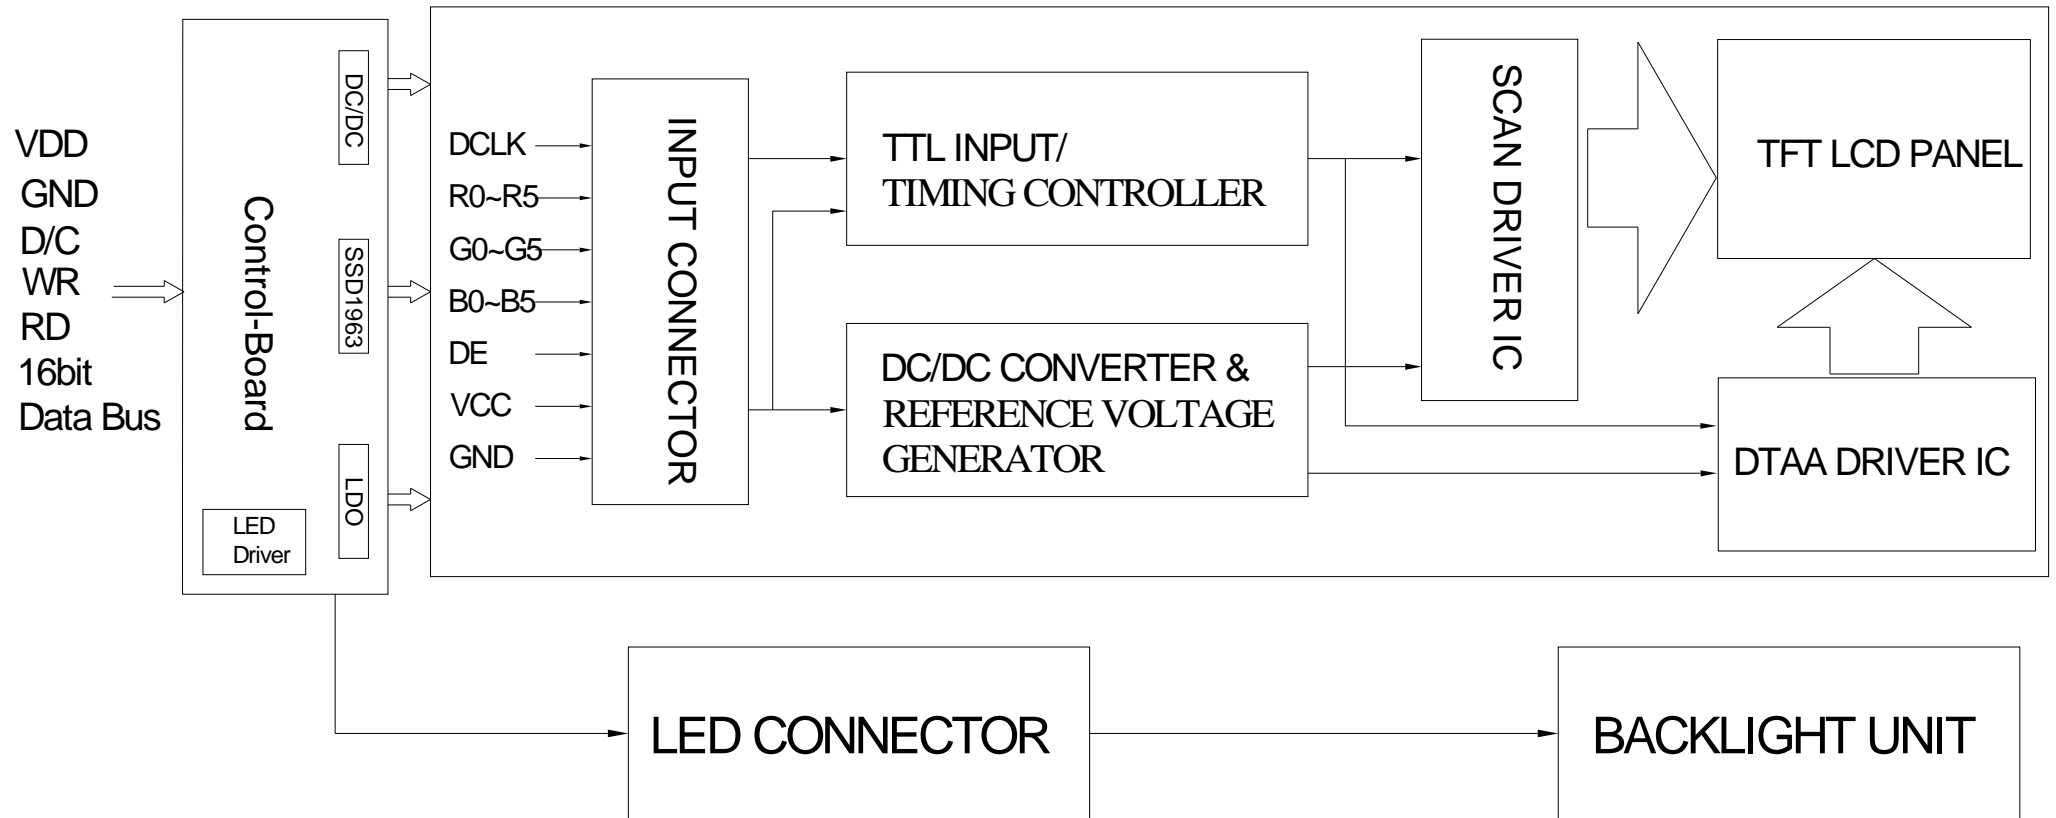 VDD
GND
D/C
WR
RD
16bit
Data Bus
Control-Board
DC/DC
SSD1963
LDO
LED
Driver
DCLK
R0~R5
G0~G5
B0~B5
DE
VCC
GND
INPUT CONNECTOR
TTL INPUT/
TIMING CONTROLLER
DC/DC CONVERTER &
REFERENCE VOLTAGE
GENERATOR
SCAN DRIVER IC
TFT LCD PANEL
DTAA DRIVER IC
LED CONNECTOR
BACKLIGHT UNIT